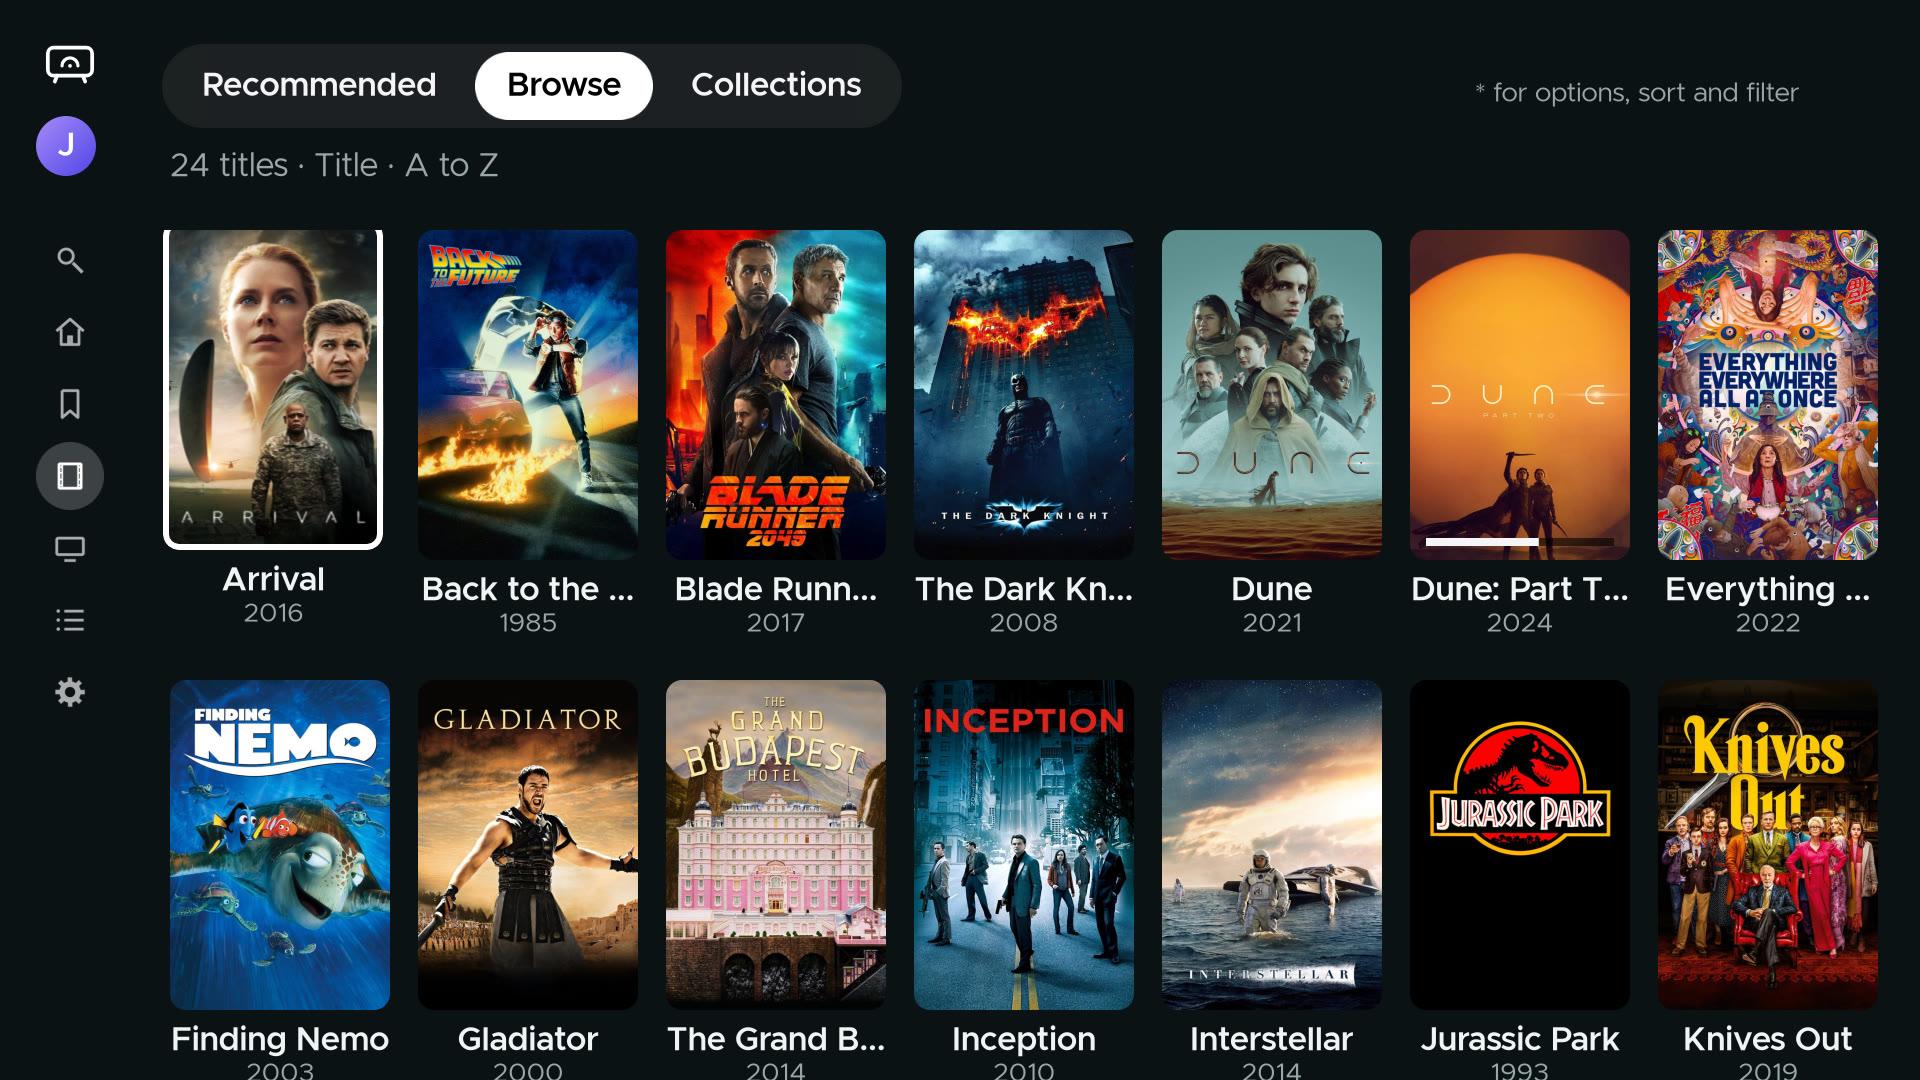 Recommended
Browse
Collections
* for options, sort and filter
J
24 titles · Title · A to Z
ARRIVAL
BACK TO THE FUTURE
BLADE RUNNER 2049
THE DARK KNIGHT
DUNE
DUNE
PART TWO
EVERYTHING
EVERYWHERE
ALL AT ONCE
Arrival
2016
Back to the ...
1985
Blade Runn...
2017
The Dark Kn...
2008
Dune
2021
Dune: Part T...
2024
Everything ...
2022
FINDING
NEMO
GLADIATOR
THE
GRAND
BUDAPEST
HOTEL
INCEPTION
INTERSTELLAR
JURASSIC PARK
Knives
Out
Finding Nemo
2003
Gladiator
2000
The Grand B...
2014
Inception
2010
Interstellar
2014
Jurassic Park
1993
Knives Out
2019